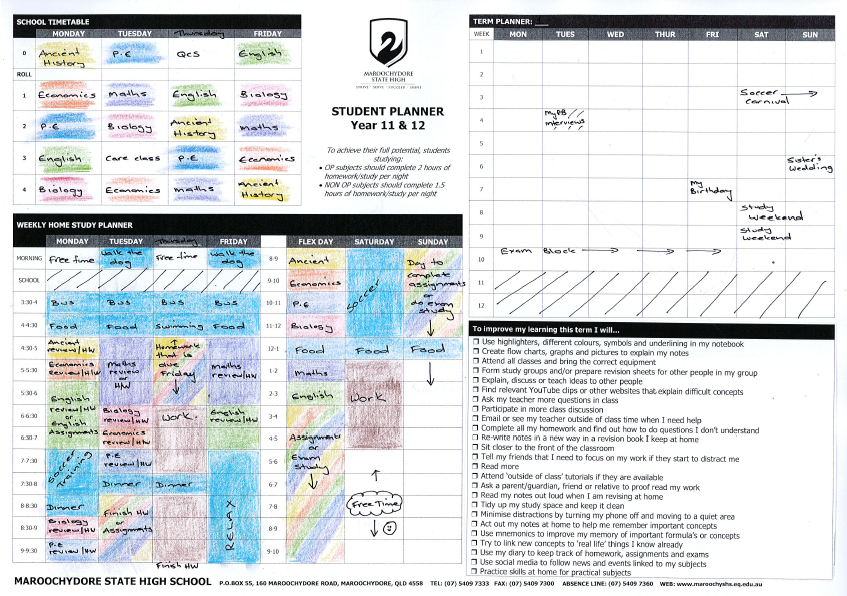 SCHOOL TIMETABLE
MONDAY TUESDAY Thursday FRIDAY
0 Ancient History P.E QCS English
ROLL
1 Economics Maths English Biology
2 P.E Biology Ancient History maths
3 English Care class P.E Economics
4 Biology Economics maths Ancient History
MAROOCHYDORE
STATE HIGH
STUDENT PLANNER
Year 11 & 12
To achieve their full potential, students
studying:
• OP subjects should complete 2 hours of
homework/study per night
• NON OP subjects should complete 1.5
hours of homework/study per night
TERM PLANNER: ___
WEEK MON TUES WED THUR FRI SAT SUN
1
2
3 Soccer carnival
4 MyPB interviews
5
6 Sister's Wedding
7 My Birthday
8 Study Weekend
9 Study weekend
10 Exam Block
11
12
WEEKLY HOME STUDY PLANNER
MONDAY TUESDAY Thursday FRIDAY FLEX DAY SATURDAY SUNDAY
MORNING Free time Walk the dog Free time Walk the dog 8-9 Ancient Soccer Day to complete assignments or do exam study
SCHOOL 9-10 Economics
3:30-4 Bus Bus Bus Bus 10-11 P.E
4-4:30 Food Food Swimming Food 11-12 Biology
4:30-5 Ancient review/HW Maths review or HW Homework that is due Friday Maths review/HW 12-1 Food Food Food
5-5:30 Economics Review/HW 1-2 Maths Work
5:30-6 English review/HW or English Assignments 2-3 English
6-6:30 Biology review/HW Work English review/HW 3-4
6:30-7 Economics review/HW 4-5 Assignments or Exam Study
7-7:30 Soccer Training P.E review/HW 5-6
7:30-8 Dinner Dinner RELAX 6-7
8-8:30 Dinner Finish HW or Assignments 7-8 Free Time
8:30-9 Biology review/HW 8-9
9-9:30 P.E review/HW Finish HW 9-10
To improve my learning this term I will...
Use highlighters, different colours, symbols and underlining in my notebook
Create flow charts, graphs and pictures to explain my notes
Attend all classes and bring the correct equipment
Form study groups and/or prepare revision sheets for other people in my group
Explain, discuss or teach ideas to other people
Find relevant YouTube clips or other websites that explain difficult concepts
Ask my teacher more questions in class
Participate in more class discussion
Email or see my teacher outside of class time when I need help
Complete all my homework and find out how to do questions I don't understand
Re-write notes in a new way in a revision book I keep at home
Sit closer to the front of the classroom
Tell my friends that I need to focus on my work if they start to distract me
Read more
Attend 'outside of class' tutorials if they are available
Ask a parent/guardian, friend or relative to proof read my work
Read my notes out loud when I am revising at home
Tidy up my study space and keep it clean
Minimise distractions by turning my phone off and moving to a quiet area
Act out my notes at home to help me remember important concepts
Use mnemonics to improve my memory of important formula's or concepts
Try to link new concepts to 'real life' things I know already
Use my diary to keep track of homework, assignments and exams
Use social media to follow news and events linked to my subjects
Practice skills at home for practical subjects
MAROOCHYDORE STATE HIGH SCHOOL P.O.BOX 55, 160 MAROOCHYDORE ROAD, MAROOCHYDORE, QLD 4558 TEL: (07) 5409 7333 FAX: (07) 5409 7300 ABSENCE LINE: (07) 5409 7360 WEB: www.maroochyshs.eq.edu.au